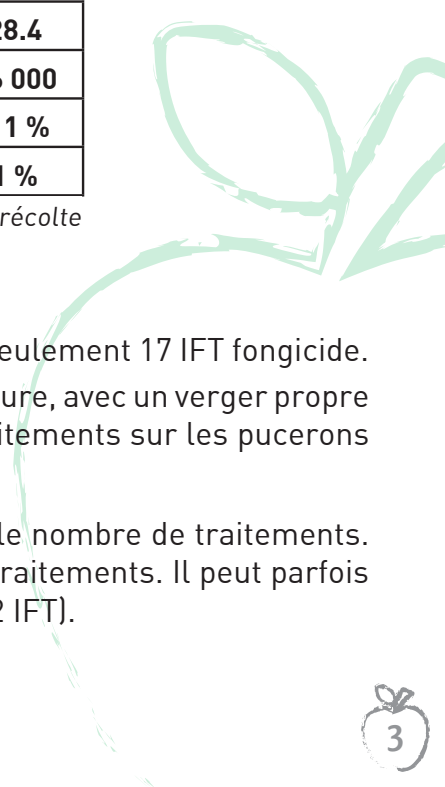 28.4
000
1 %
1 %
récolte
eulement 17 IFT fongicide.
ure, avec un verger propre
itements sur les pucerons
le nombre de traitements.
raitements. Il peut parfois
2 IFT).
3